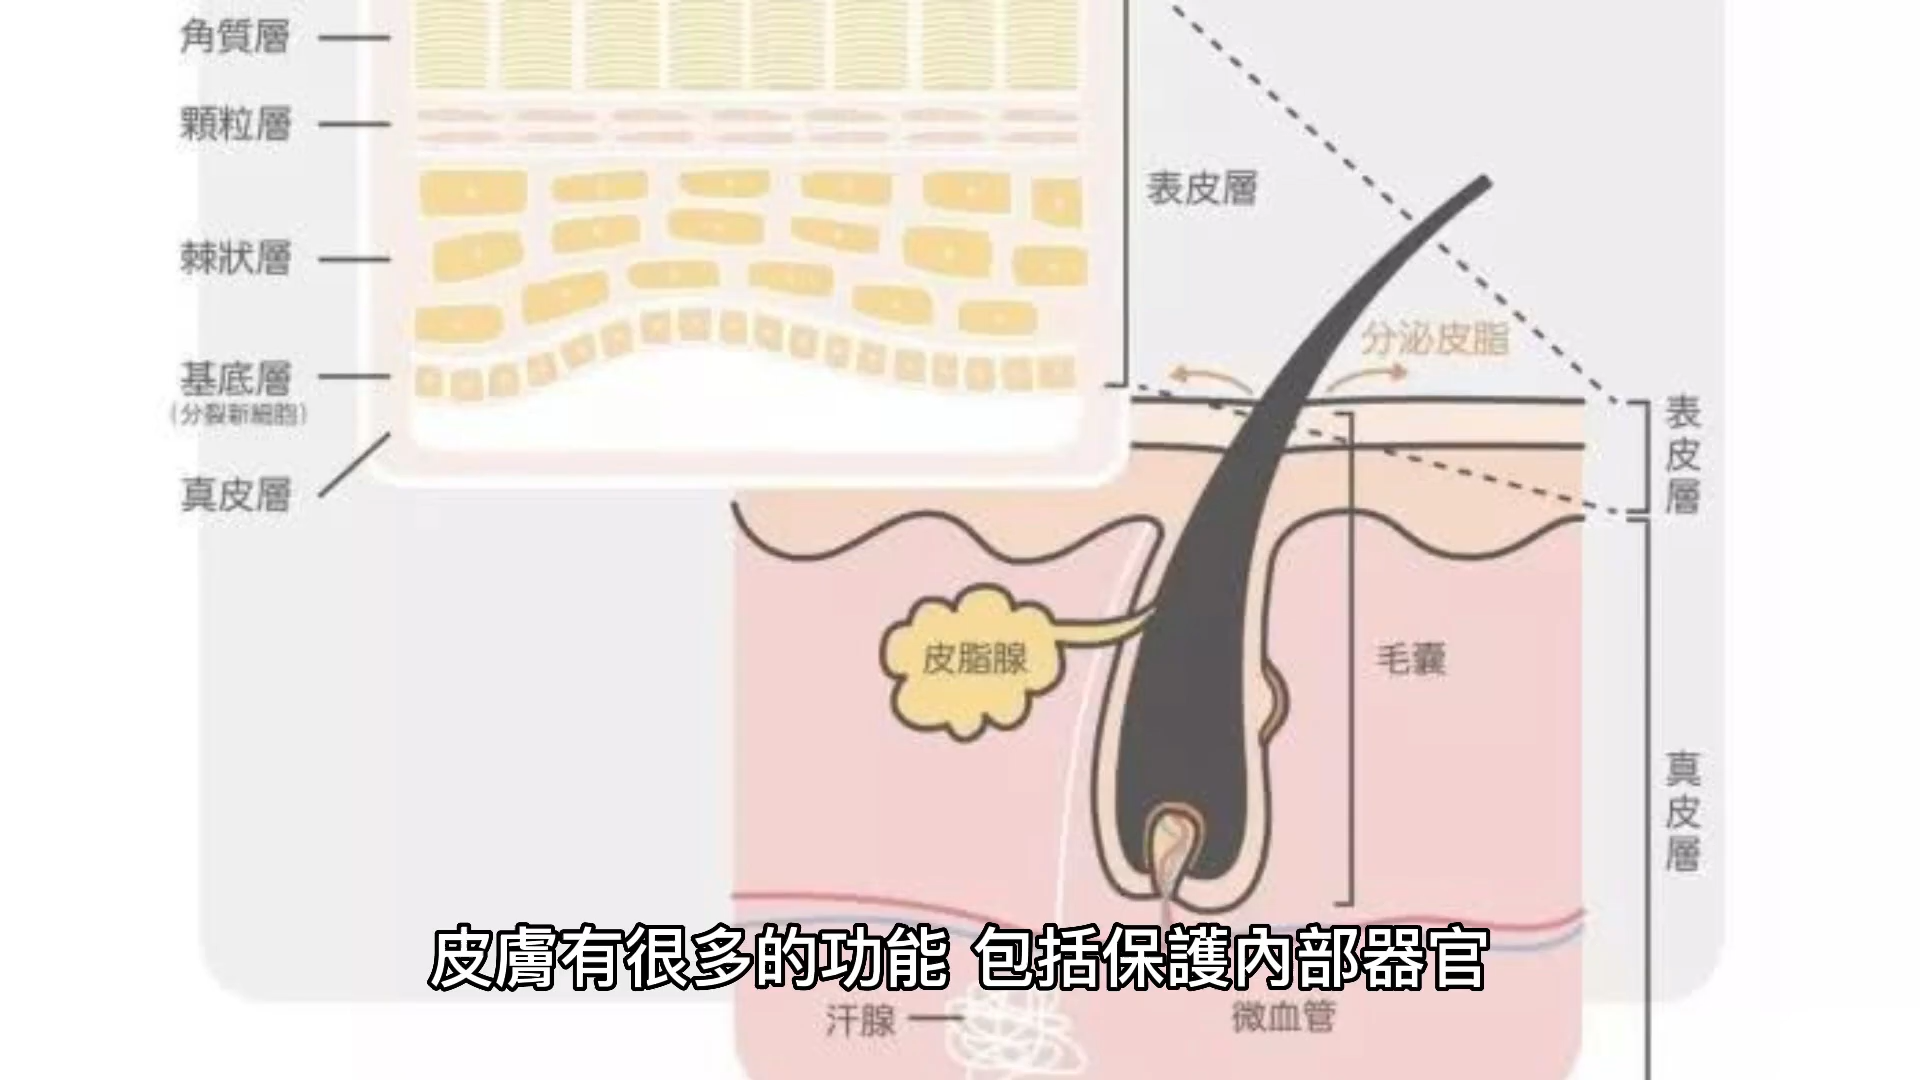 角質層
顆粒層
棘狀層
基底層
(分裂新細胞)
真皮層
表皮層
分泌皮脂
表皮層
皮脂腺
毛囊
真皮層
皮膚有很多的功能 包括保護內部器官
汗腺
微血管